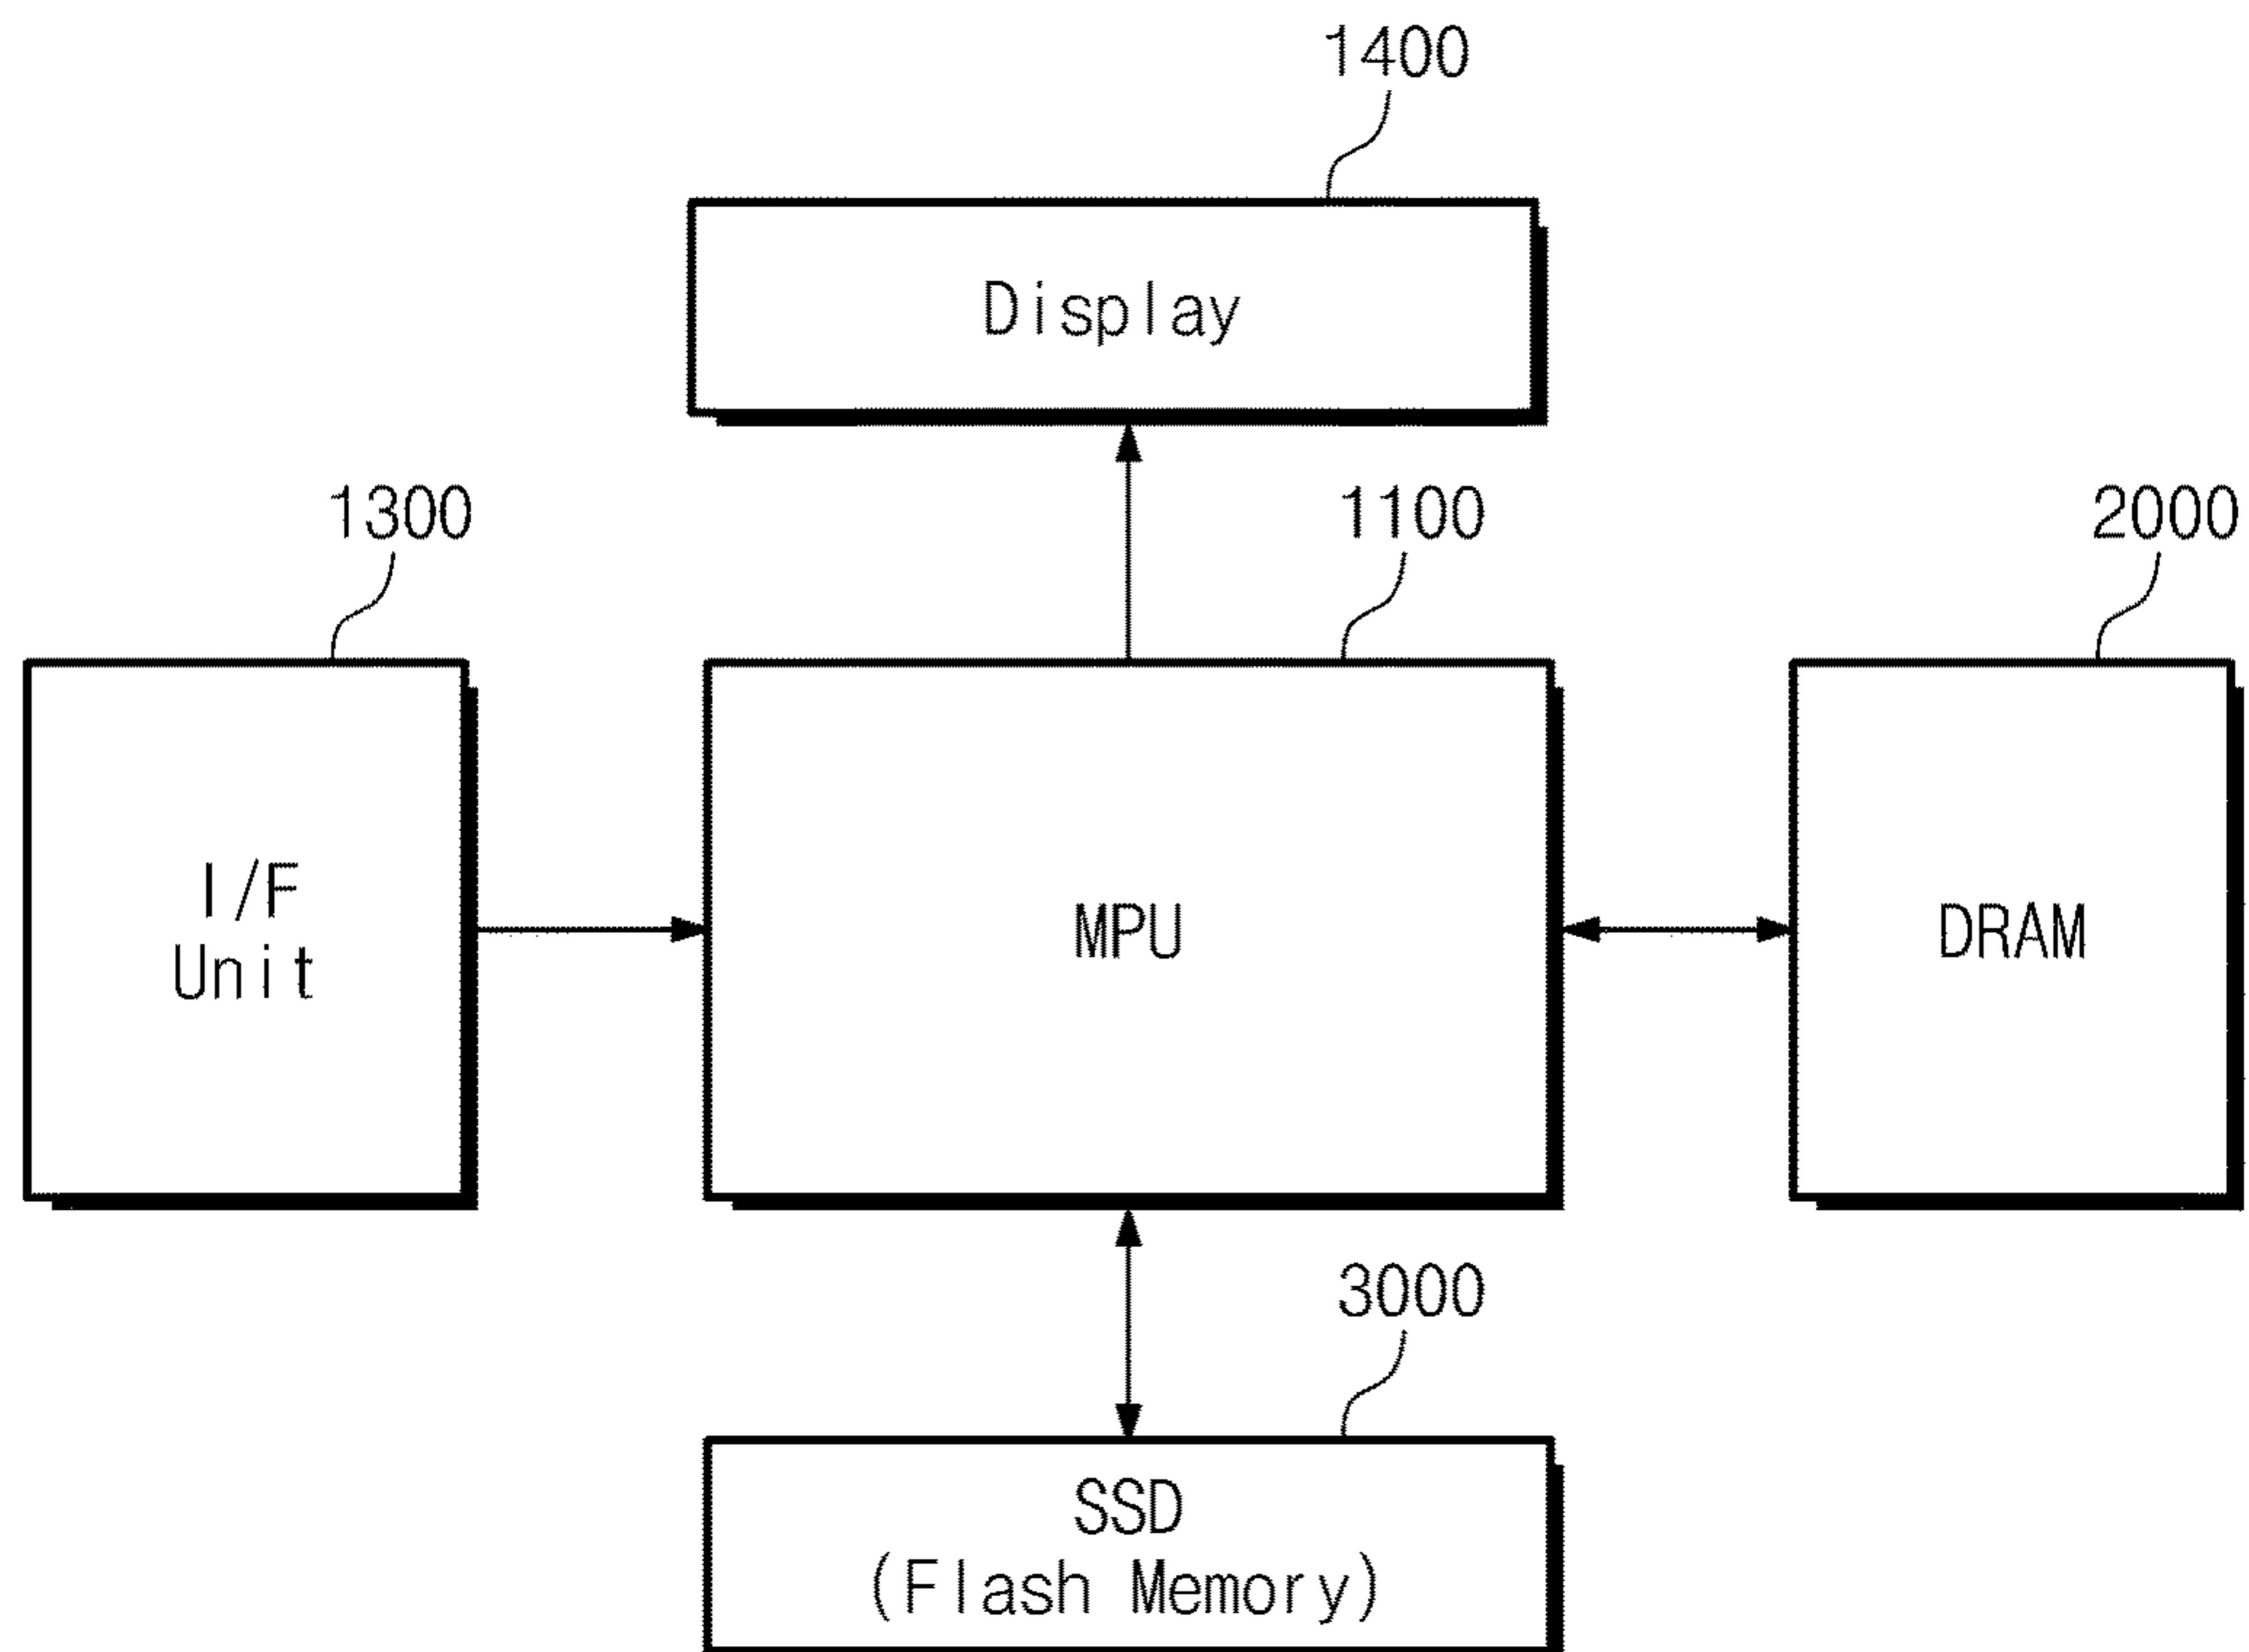 1400
Display
1300
1100
2000
I/F
Unit
MPU
DRAM
3000
SSD
(Flash Memory)